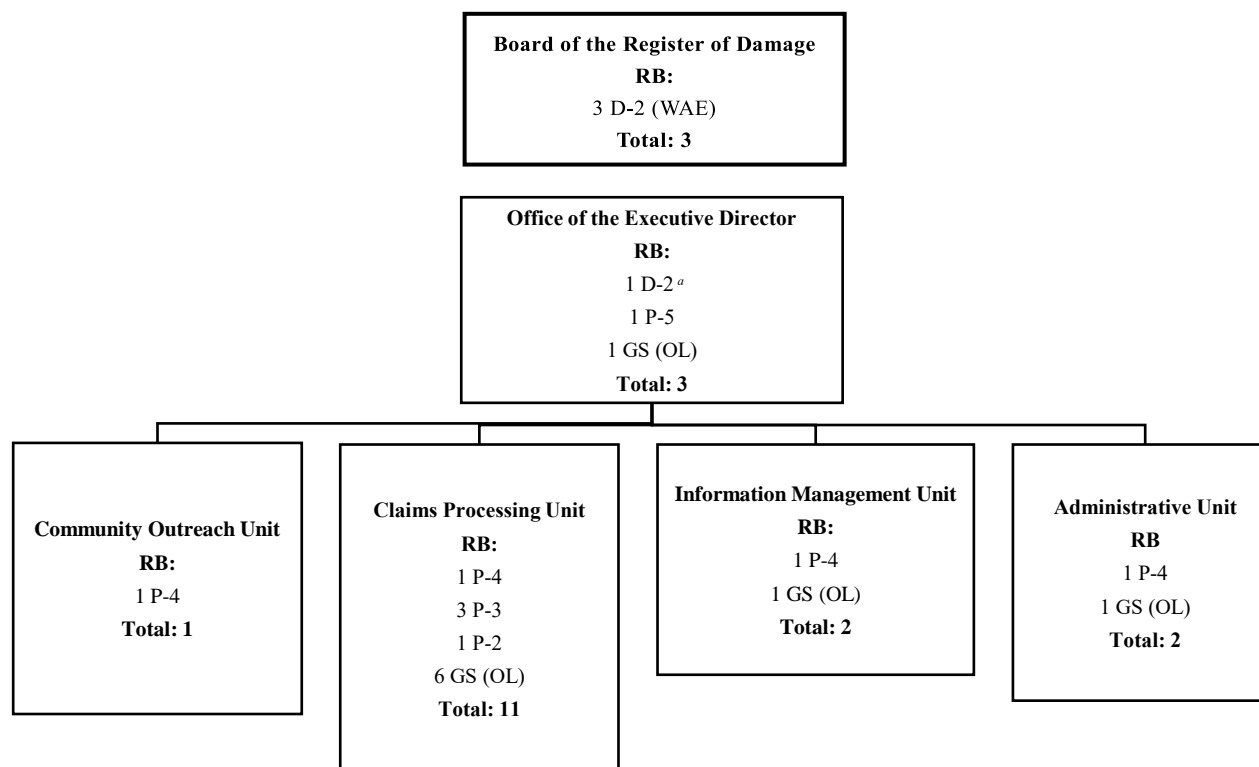 Board of the Register of Damage
RB:
3 D-2 (WAE)
Total: 3
Office of the Executive Director
RB:
1 D-2 a
1 P-5
1 GS (OL)
Total: 3
Community Outreach Unit
RB:
1 P-4
Total: 1
Claims Processing Unit
RB:
1 P-4
3 P-3
1 P-2
6 GS (OL)
Total: 11
Information Management Unit
RB:
1 P-4
1 GS (OL)
Total: 2
Administrative Unit
RB
1 P-4
1 GS (OL)
Total: 2